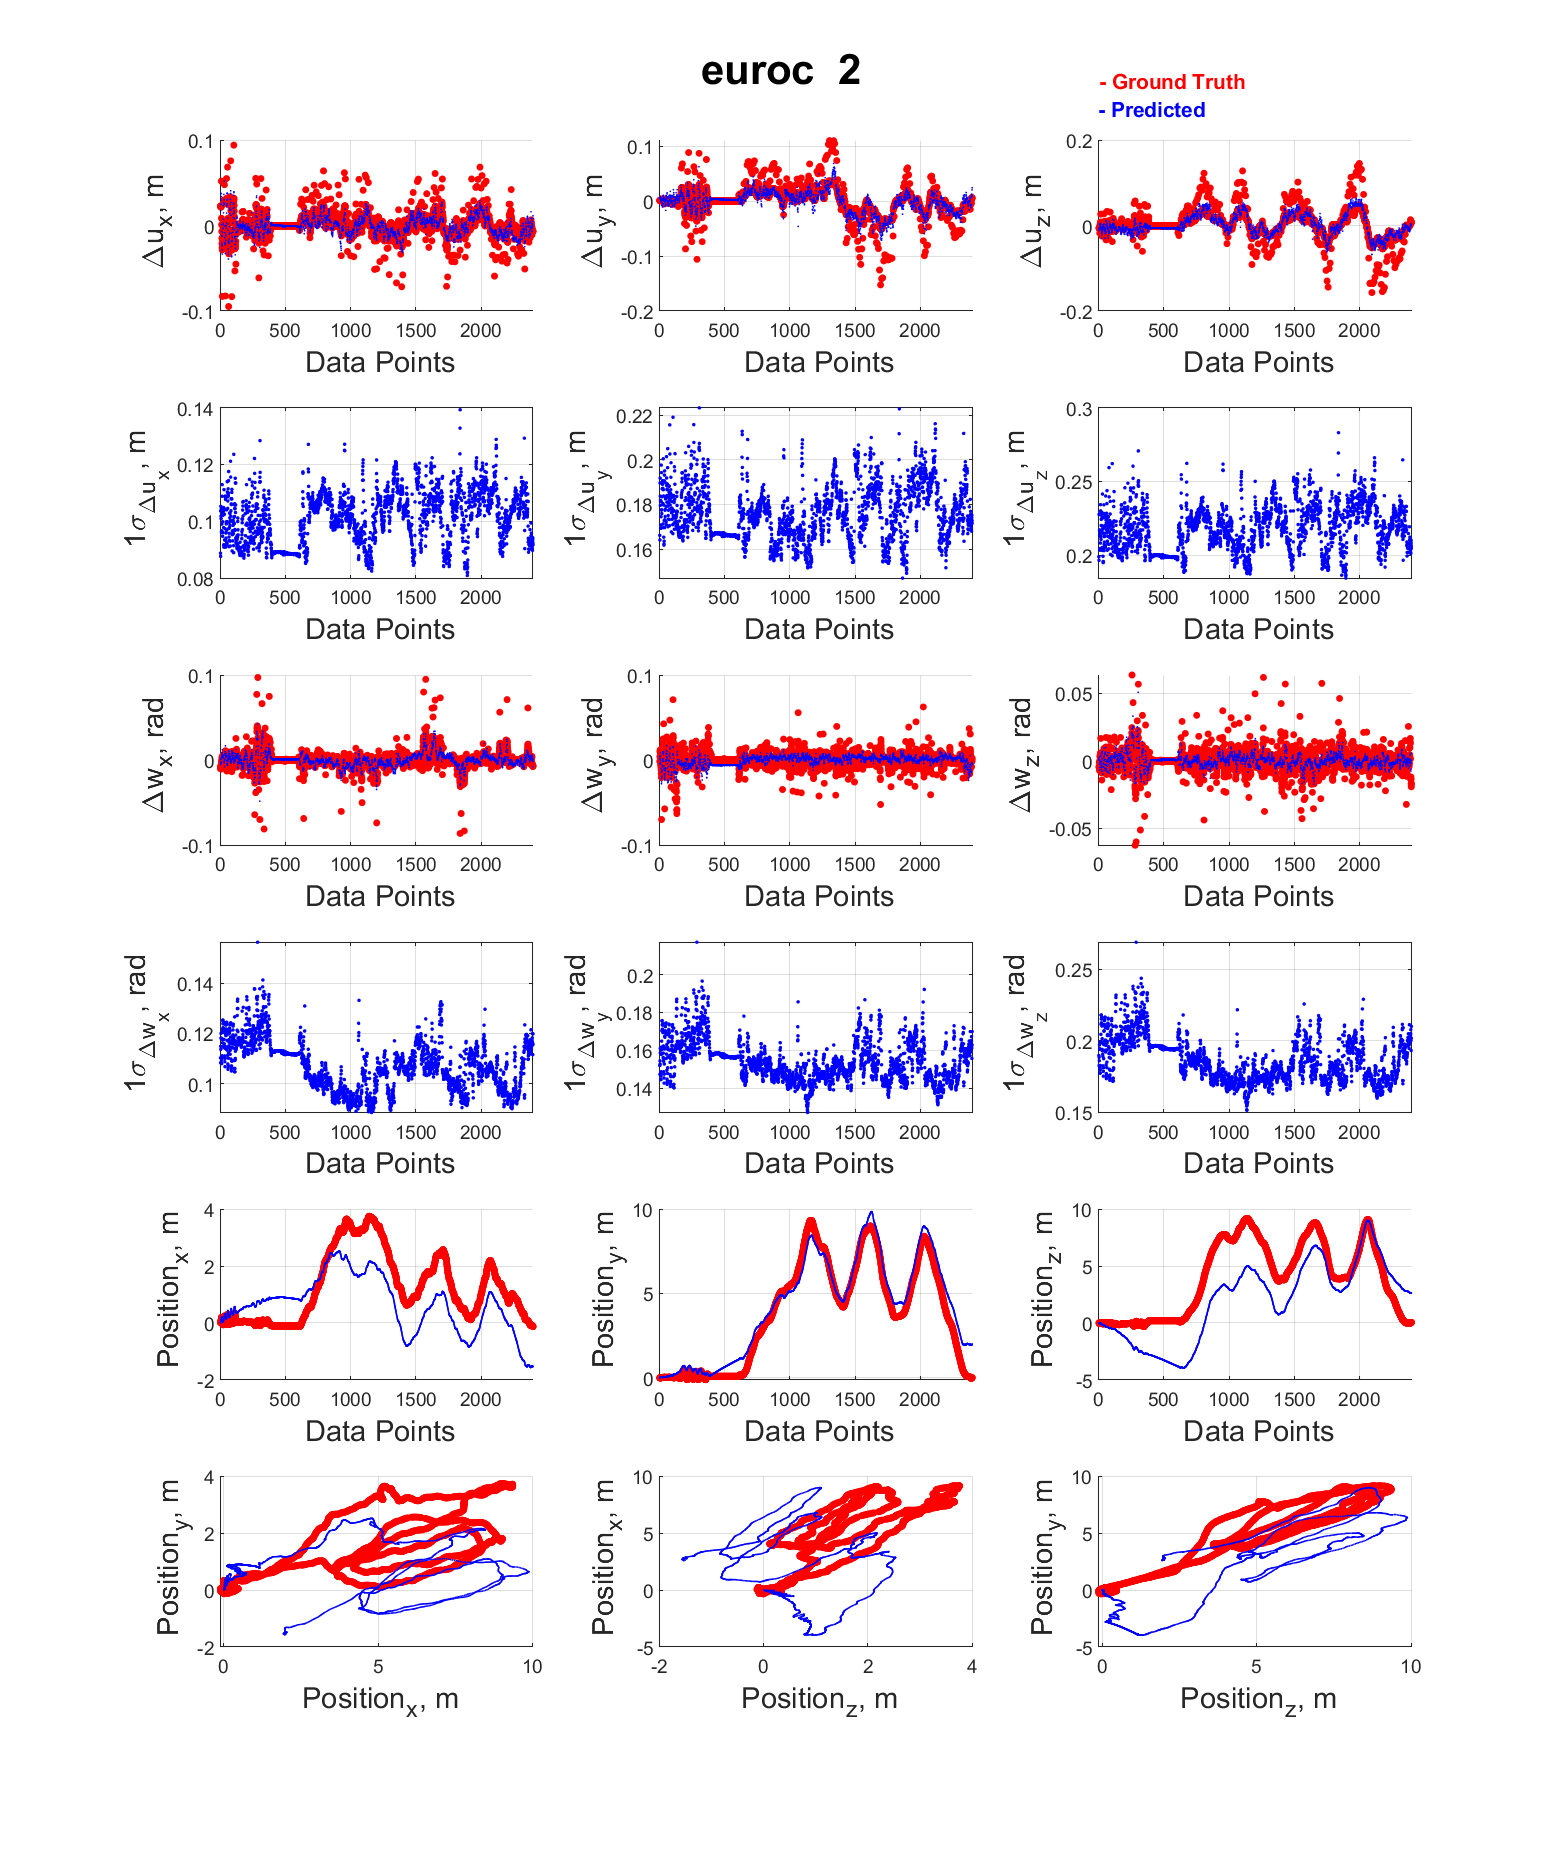 euroc  2
- Ground Truth
- Predicted
0.1
0
-0.1
Δu_x, m
0 500 1000 1500 2000
Data Points
0.1
0
-0.1
-0.2
Δu_y, m
0 500 1000 1500 2000
Data Points
0.2
0
-0.2
Δu_z, m
0 500 1000 1500 2000
Data Points
0.14
0.12
0.1
0.08
1σ_Δu_x, m
0 500 1000 1500 2000
Data Points
0.22
0.2
0.18
0.16
1σ_Δu_y, m
0 500 1000 1500 2000
Data Points
0.3
0.25
0.2
1σ_Δu_z, m
0 500 1000 1500 2000
Data Points
0.1
0
-0.1
Δw_x, rad
0 500 1000 1500 2000
Data Points
0.1
0
-0.1
Δw_y, rad
0 500 1000 1500 2000
Data Points
0.05
0
-0.05
Δw_z, rad
0 500 1000 1500 2000
Data Points
0.14
0.12
0.1
1σ_Δw_x, rad
0 500 1000 1500 2000
Data Points
0.2
0.18
0.16
0.14
1σ_Δw_y, rad
0 500 1000 1500 2000
Data Points
0.25
0.2
0.15
1σ_Δw_z, rad
0 500 1000 1500 2000
Data Points
4
2
0
-2
Position_x, m
0 500 1000 1500 2000
Data Points
10
5
0
Position_y, m
0 500 1000 1500 2000
Data Points
10
5
0
-5
Position_z, m
0 500 1000 1500 2000
Data Points
4
2
0
-2
Position_y, m
0 5 10
Position_x, m
10
5
0
-5
Position_x, m
-2 0 2 4
Position_z, m
10
5
0
-5
Position_y, m
0 5 10
Position_z, m